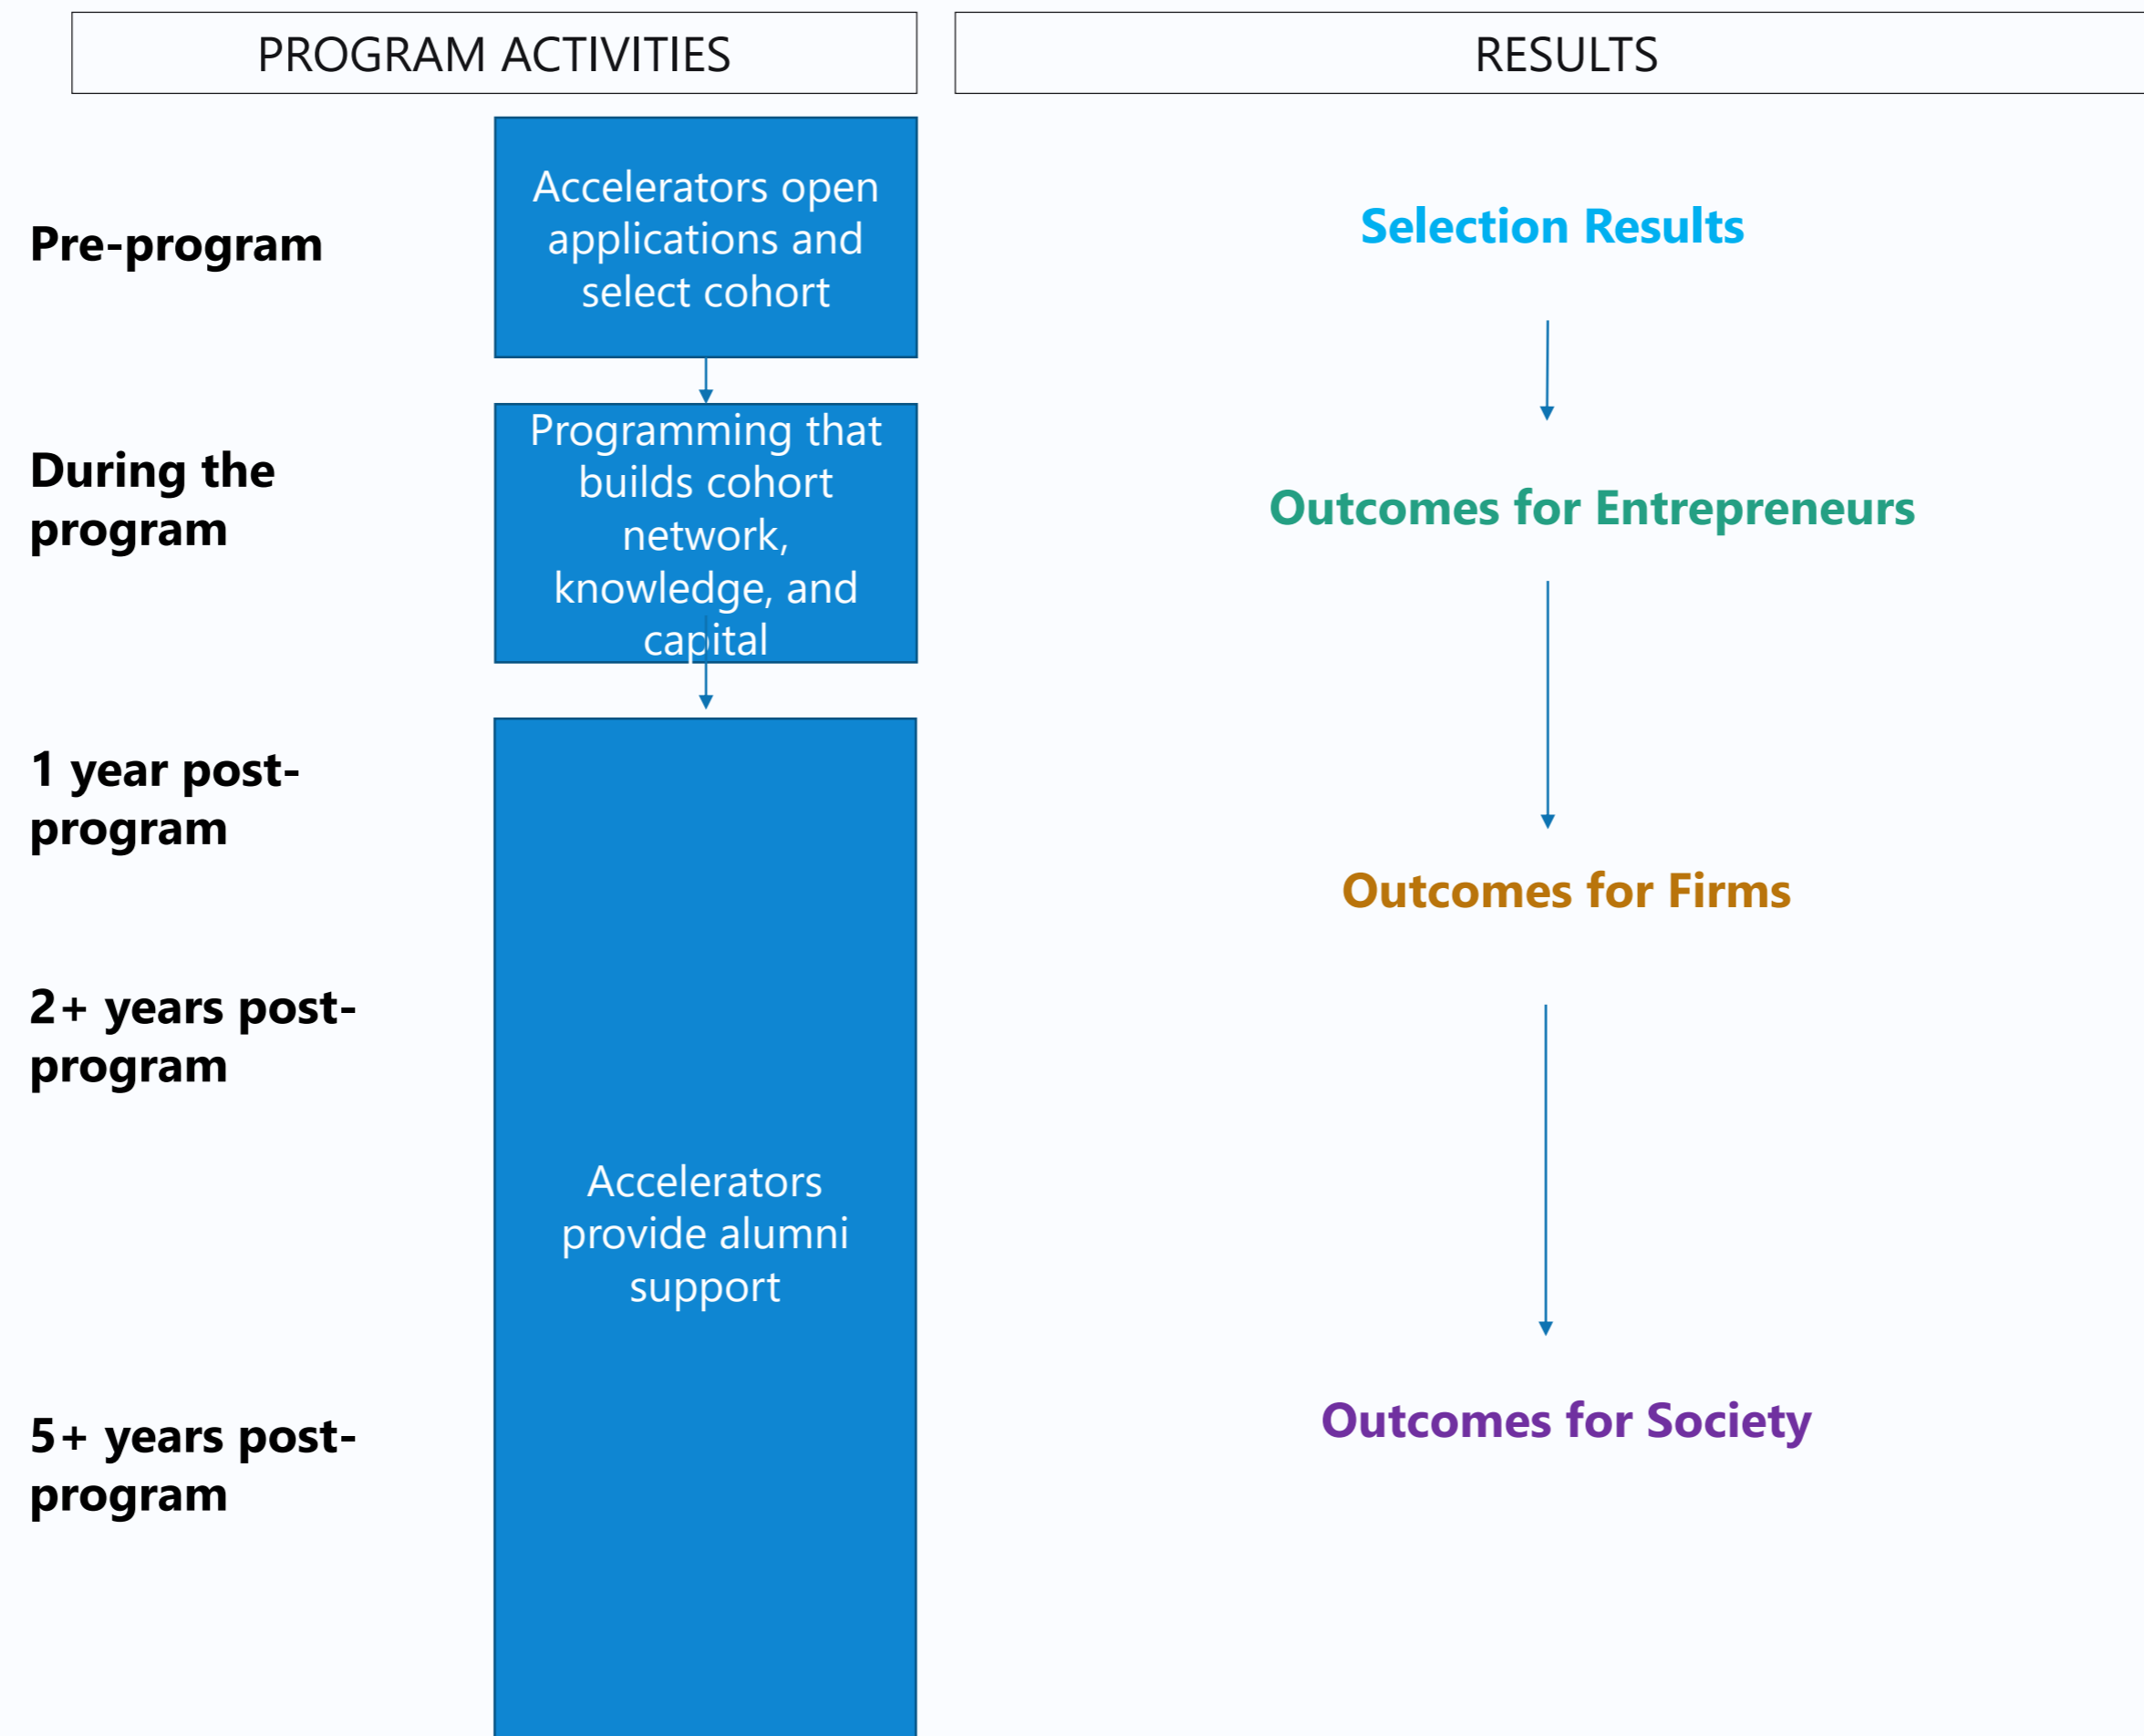 PROGRAM ACTIVITIES
RESULTS
Pre-program
Accelerators open
applications and
select cohort
Selection Results
During the
program
Programming that
builds cohort
network,
knowledge, and
capital
Outcomes for Entrepreneurs
1 year post-
program
Outcomes for Firms
2+ years post-
program
Accelerators
provide alumni
support
5+ years post-
program
Outcomes for Society